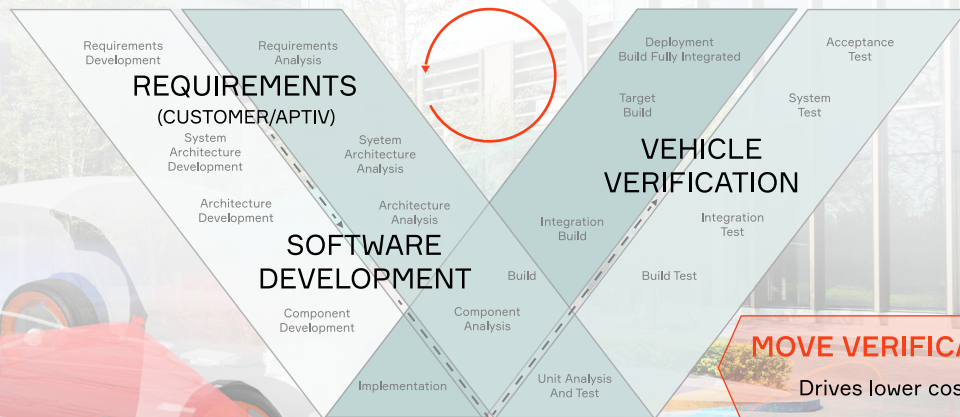 Requirements
Development
Requirements
Analysis
REQUIREMENTS
(CUSTOMER/APTIV)
System
Architecture
Development
Syetem
Architecture
Analysis
Architecture
Development
Architecture
Analysis
SOFTWARE
DEVELOPMENT
Component
Development
Component
Analysis
Implementation
Build
Deployment
Build Fully Integrated
Target
Build
Integration
Build
Acceptance
Test
System
Test
VEHICLE
VERIFICATION
Integration
Test
Build Test
Unit Analysis
And Test
MOVE
Drives lower